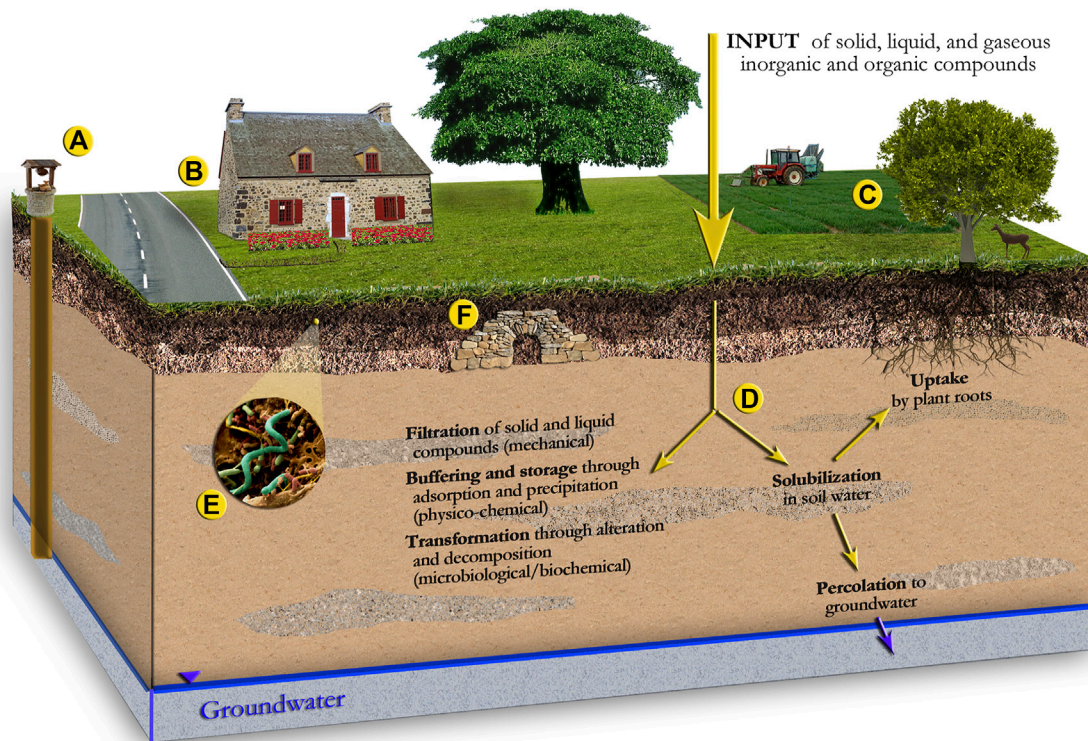 INPUT of solid, liquid, and gaseous
inorganic and organic compounds
A
B
C
F
D
Uptake
by plant roots
Filtration of solid and liquid
compounds (mechanical)
Buffering and storage through
adsorption and precipitation
(physico-chemical)
Solubilization
in soil water
E
Transformation through alteration
and decomposition
(microbiological/biochemical)
Percolation to
groundwater
Groundwater